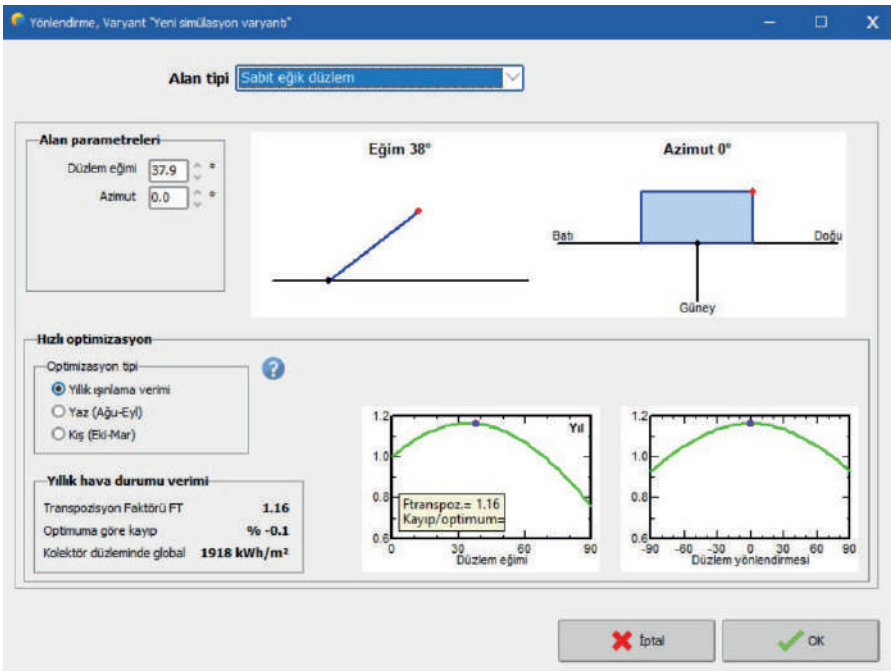 Yönlendirme, Varyant "Yeni simülasyon varyantı"
Alan tipi Sabit eğik düzlem
Alan parametreleri
Düzlem eğimi 37.9 °
Azimut 0.0 °
Eğim 38°
Azimut 0°
Batı
Doğu
Güney
Hızlı optimizasyon
Optimizasyon tipi
Yıllık ışınlama verimi
Yaz (Ağu-Eyl)
Kış (Eki-Mar)
Yıllık hava durumu verimi
Transpozisyon Faktörü FT 1.16
Optimuma göre kayıp % -0.1
Kolektör düzleminde global 1918 kWh/m²
1.2
1.0
0.8
0.6
Yıl
Ftranspoz.= 1.16
Kayıp/optimum=
0 30 60 90
Düzlem eğimi
1.2
1.0
0.8
0.6
-90 -60 -30 0 30 60 90
Düzlem yönlendirmesi
İptal
OK